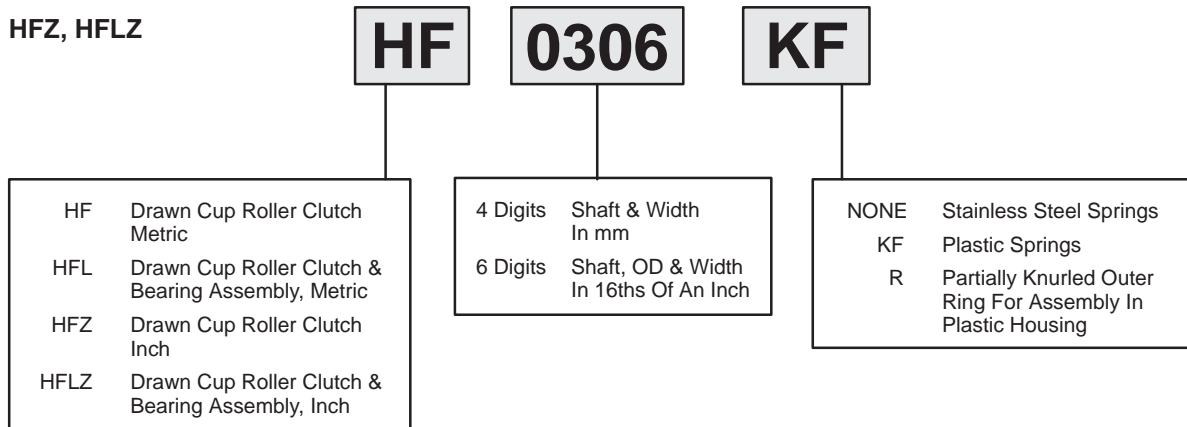 HFZ, HFLZ
HF 0306 KF
HF Drawn Cup Roller Clutch
Metric
HFL Drawn Cup Roller Clutch &
Bearing Assembly, Metric
HFZ Drawn Cup Roller Clutch
Inch
HFLZ Drawn Cup Roller Clutch &
Bearing Assembly, Inch
4 Digits Shaft & Width
In mm
6 Digits Shaft, OD & Width
In 16ths Of An Inch
NONE Stainless Steel Springs
KF Plastic Springs
R Partially Knurled Outer
Ring For Assembly In
Plastic Housing